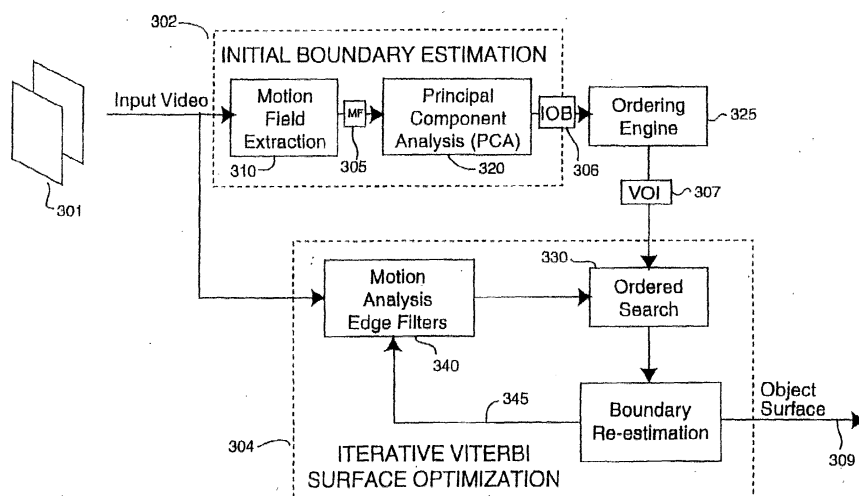 302
INITIAL BOUNDARY ESTIMATION
Input Video
Motion
Field
Extraction
310
MF
305
Principal
Component
Analysis (PCA)
320
IOB
306
Ordering
Engine
325
VOI
307
301
330
Motion
Analysis
Edge Filters
340
Ordered
Search
345
Boundary
Re-estimation
Object
Surface
309
304
ITERATIVE VITERBI
SURFACE OPTIMIZATION